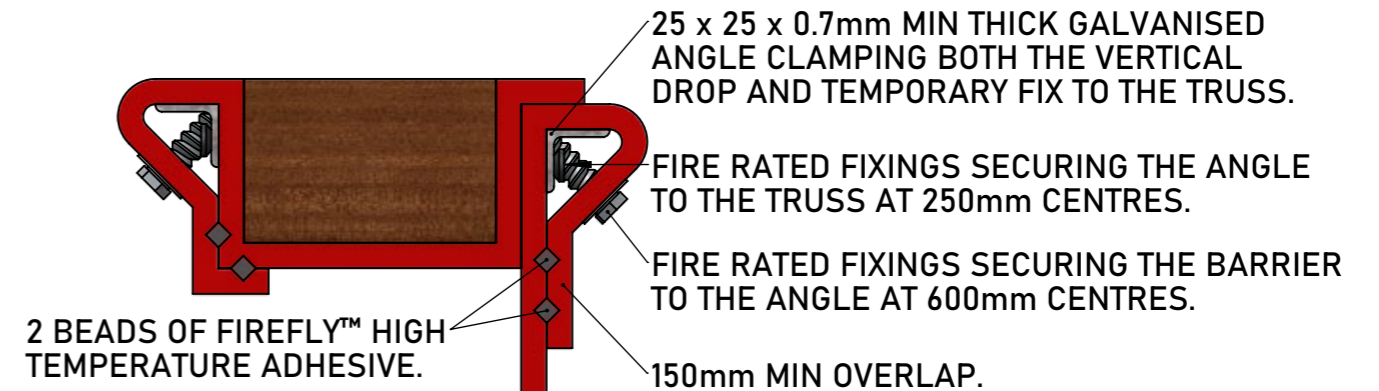 25 x 25 x 0.7mm MIN THICK GALVANISED
ANGLE CLAMPING BOTH THE VERTICAL
DROP AND TEMPORARY FIX TO THE TRUSS.
FIRE RATED FIXINGS SECURING THE ANGLE
TO THE TRUSS AT 250mm CENTRES.
FIRE RATED FIXINGS SECURING THE BARRIER
TO THE ANGLE AT 600mm CENTRES.
2 BEADS OF FIREFLY™ HIGH
TEMPERATURE ADHESIVE.
150mm MIN OVERLAP.